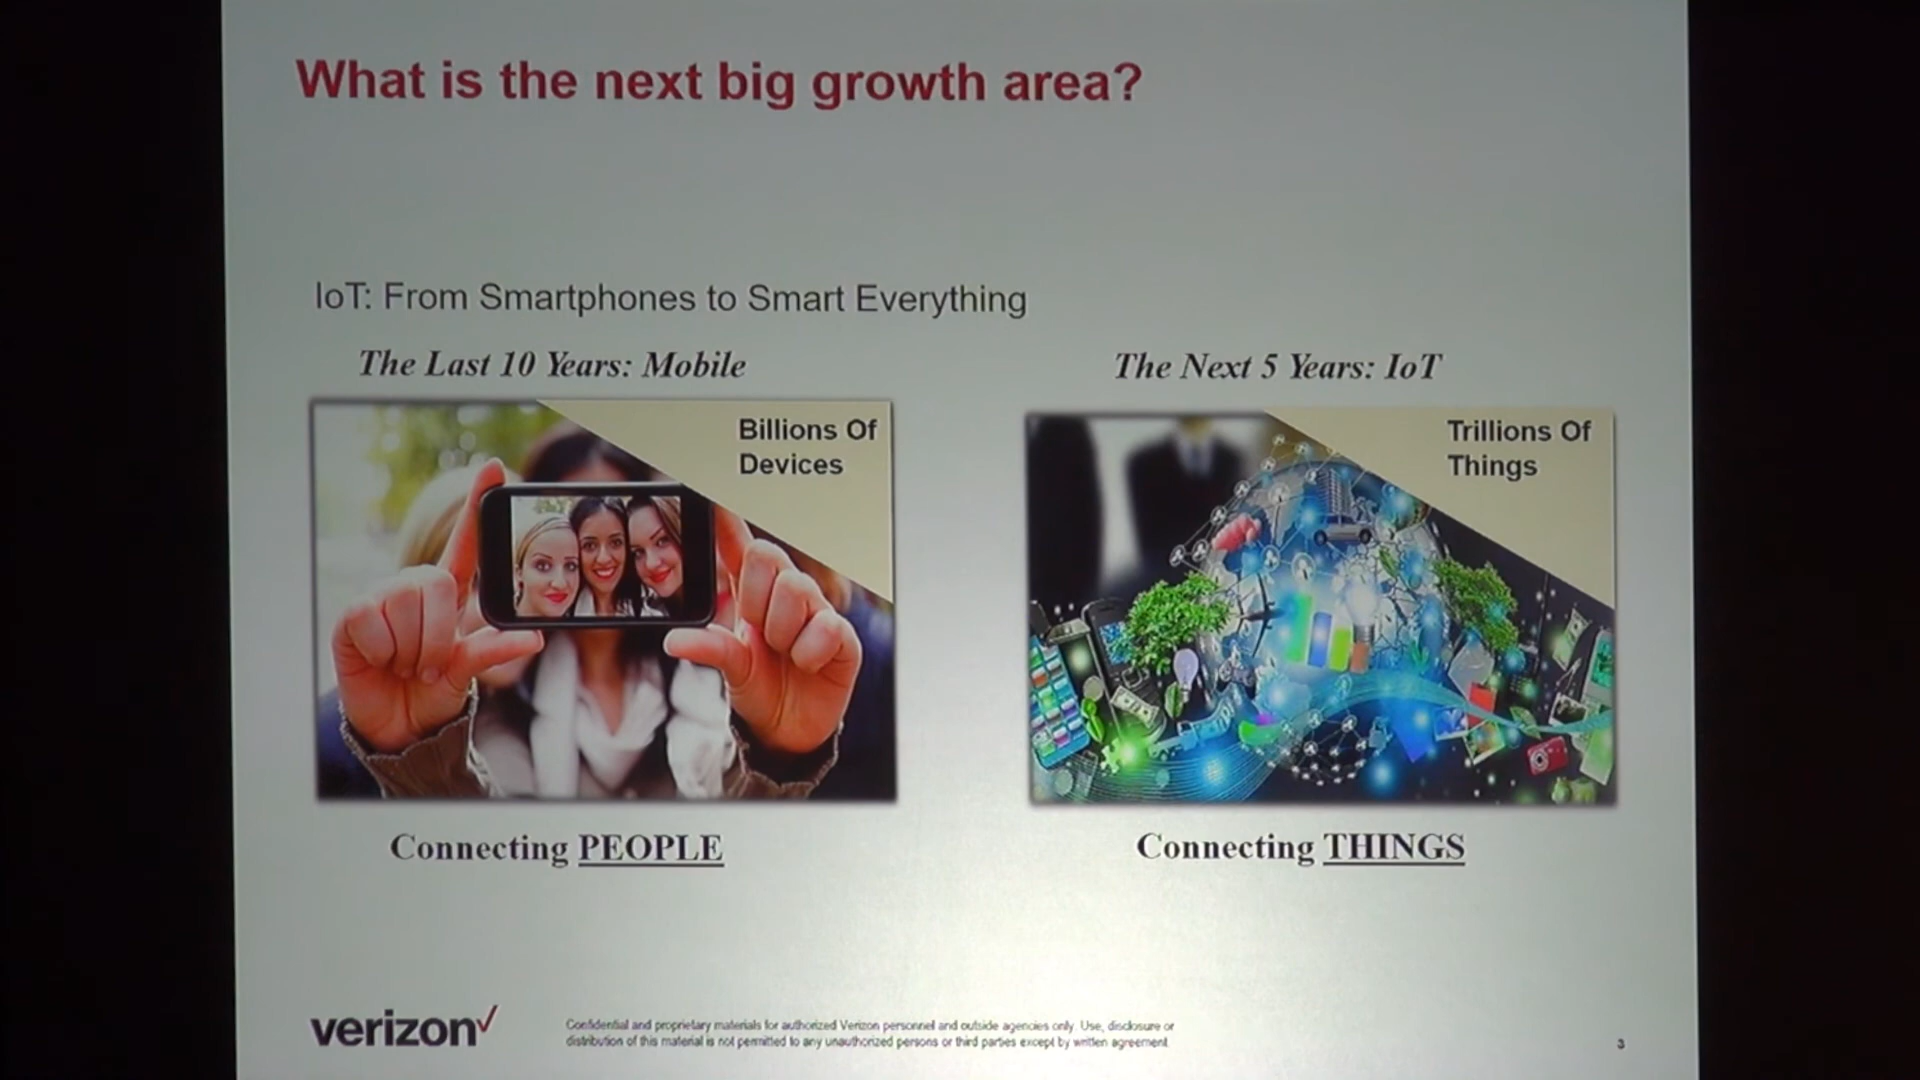 What is the next big growth area?
IoT: From Smartphones to Smart Everything
The Last 10 Years: Mobile
Billions Of
Devices
Connecting PEOPLE
The Next 5 Years: IoT
Trillions Of
Things
Connecting THINGS
verizon
Confidential and proprietary materials for authorized Verizon personnel and outside agencies only. Use, disclosure or
distribution of this material is not permitted to any unauthorized persons or third parties except by written agreement.
3